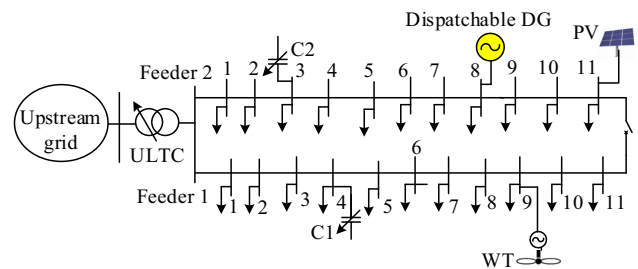 Dispatchable DG
PV
C2
Feeder 2
1 2 3 4 5 6 7 8 9 10 11
Upstream
grid
ULTC
6
Feeder 1
1 2 3 4 5 7 8 9 10 11
C1
WT